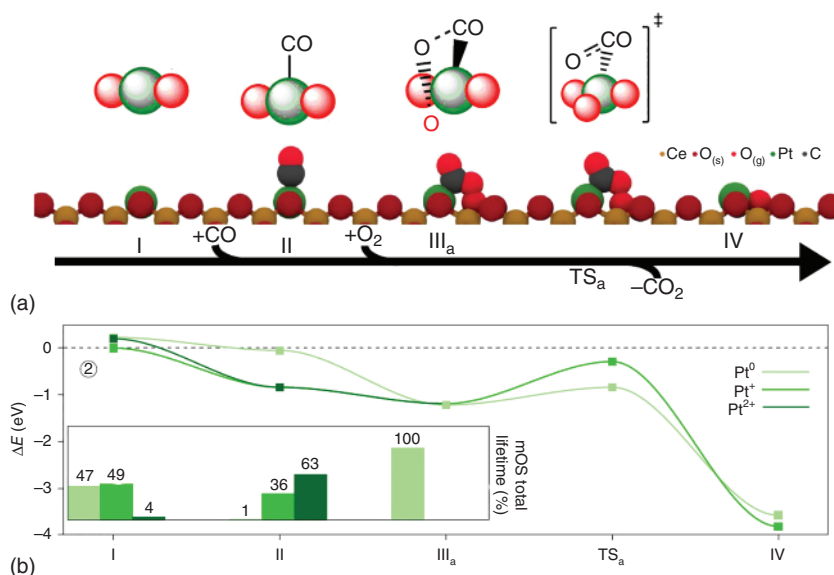 CO
O
CO
O
O
CO
‡
Ce O(s) O(g) Pt C
I
+CO
II
+O₂
IIIₐ
TSₐ
–CO₂
IV
(a)
0
–1
–2
–3
–4
ΔE (eV)
②
Pt⁰
Pt⁺
Pt²⁺
47
49
4
1
36
63
100
mOS total
lifetime (%)
I
II
IIIₐ
TSₐ
IV
(b)